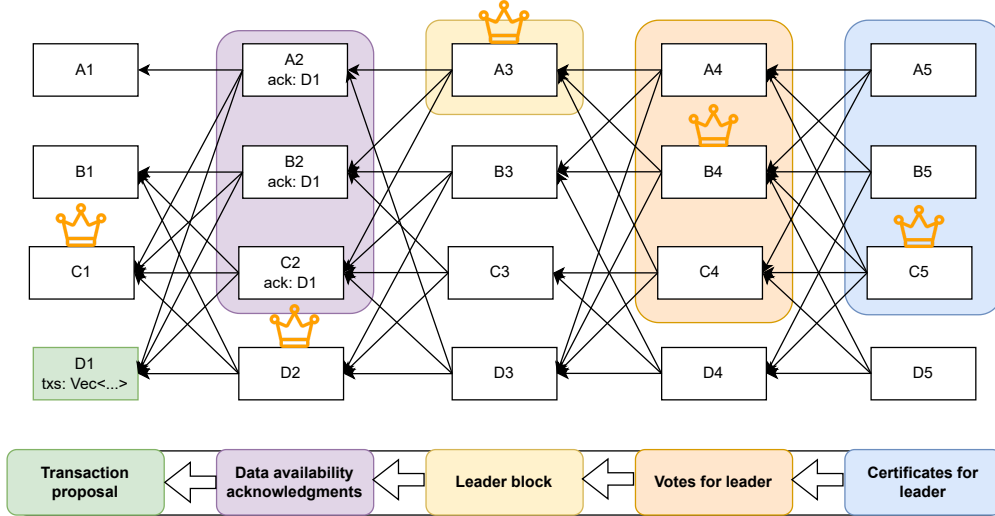 A1
A2
ack: D1
A3
A4
A5
B1
B2
ack: D1
B3
B4
B5
C1
C2
ack: D1
C3
C4
C5
D1
txs: Vec<...>
D2
D3
D4
D5
Transaction
proposal
Data availability
acknowledgments
Leader block
Votes for leader
Certificates for
leader